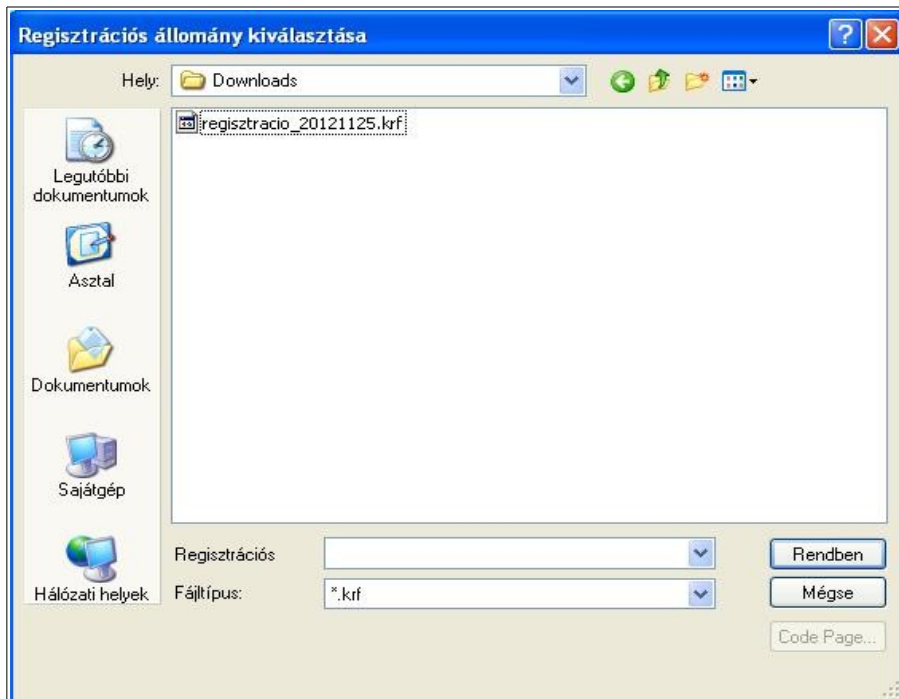 Regisztrációs állomány kiválasztása
Hely: Downloads
regisztracio_20121125.krf
Legutóbbi
dokumentumok
Asztal
Dokumentumok
Sajátgép
Hálózati helyek
Regisztrációs
Rendben
Fájltípus: *.krf
Mégse
Code Page...